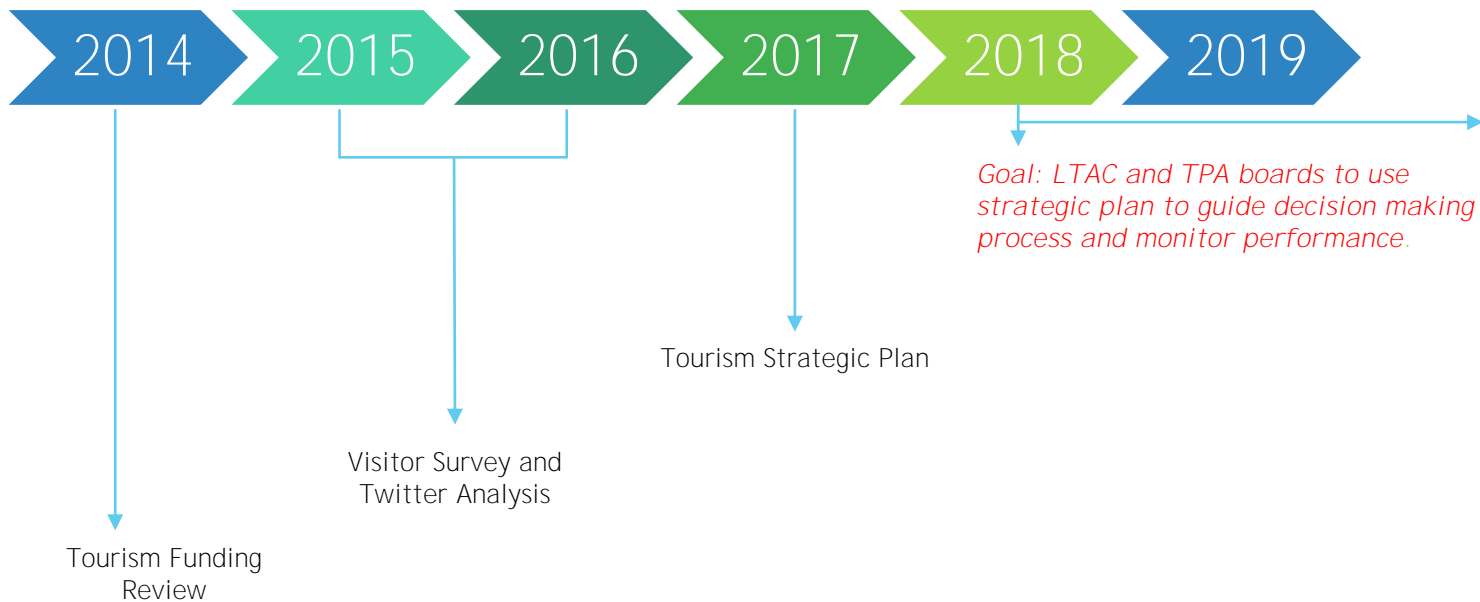 2014 2015 2016 2017 2018 2019
Goal: LTAC and TPA boards to use
strategic plan to guide decision making
process and monitor performance.
Tourism Strategic Plan
Visitor Survey and
Twitter Analysis
Tourism Funding
Review